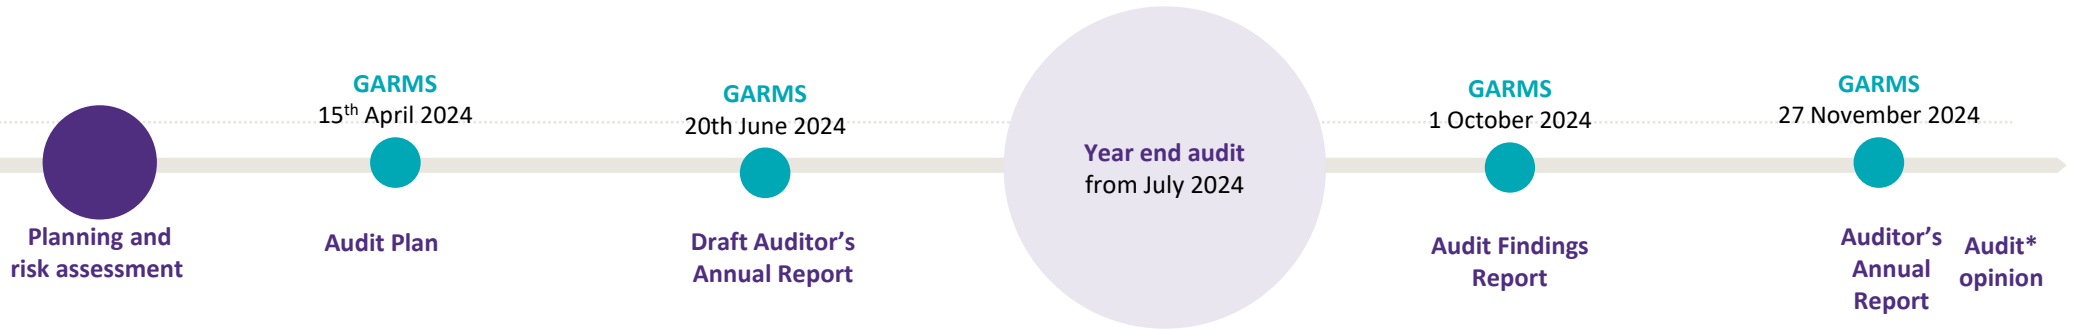 Planning and
risk assessment
GARMS
15th April 2024
Audit Plan
GARMS
20th June 2024
Draft Auditor’s
Annual Report
Year end audit
from July 2024
GARMS
1 October 2024
Audit Findings
Report
GARMS
27 November 2024
Auditor’s
Annual
Report
Audit*
opinion